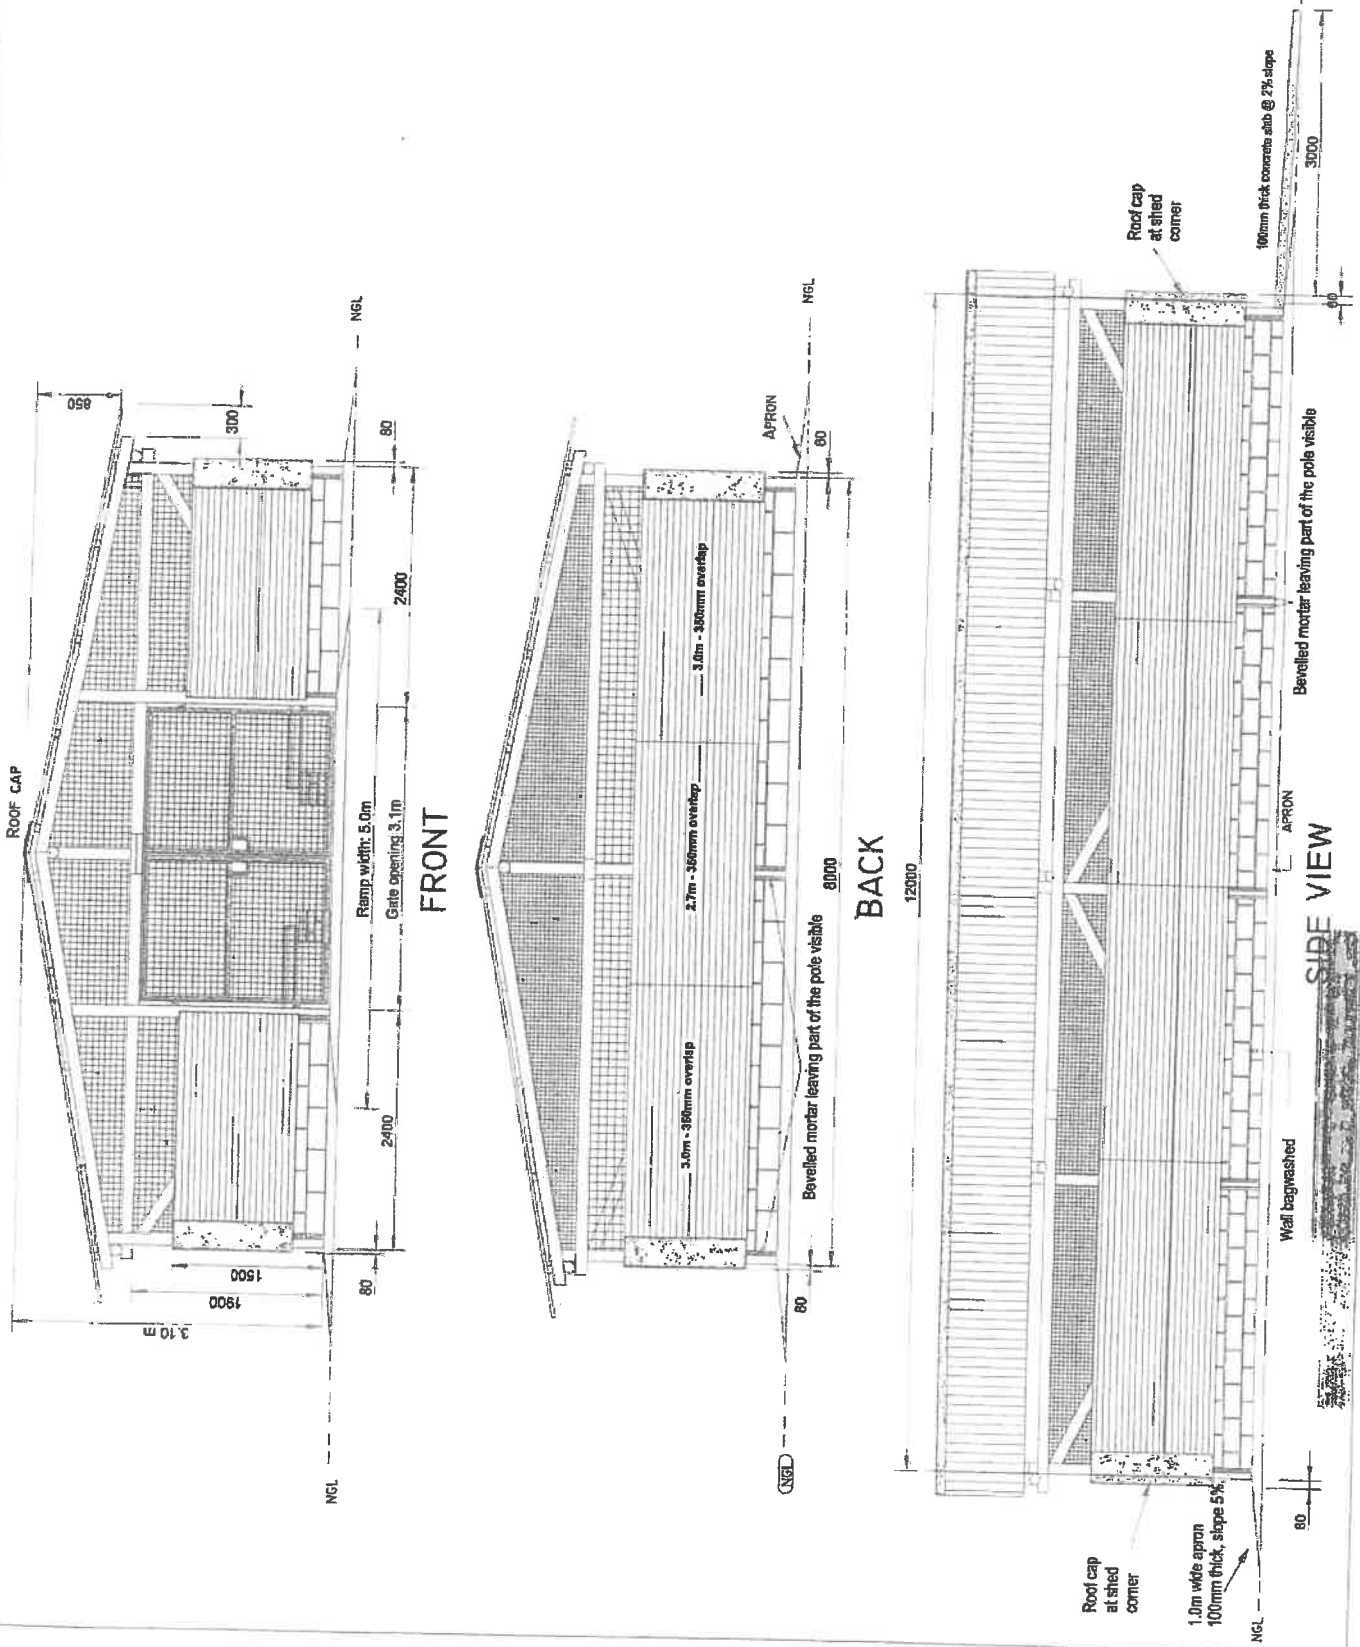 ROOF CAP
850
300
3.10 m
1900
1500
80
2400
Ramp width: 5.0m
Gate opening 3.1m
2400
80
NGL
NGL
FRONT
3.0m - 350mm overlap
2.7m - 350mm overlap
3.0m - 350mm overlap
APRON
80
80
Bevelled mortar leaving part of the pole visible
8000
NGL
NGL
BACK
12000
Roof cap
at shed
corner
Roof cap
at shed
corner
100mm thick concrete slab @ 2% slope
3000
80
80
1.0m wide apron
100mm thick, slope 5%
NGL
Wall bagwashed
APRON
Bevelled mortar leaving part of the pole visible
SIDE VIEW